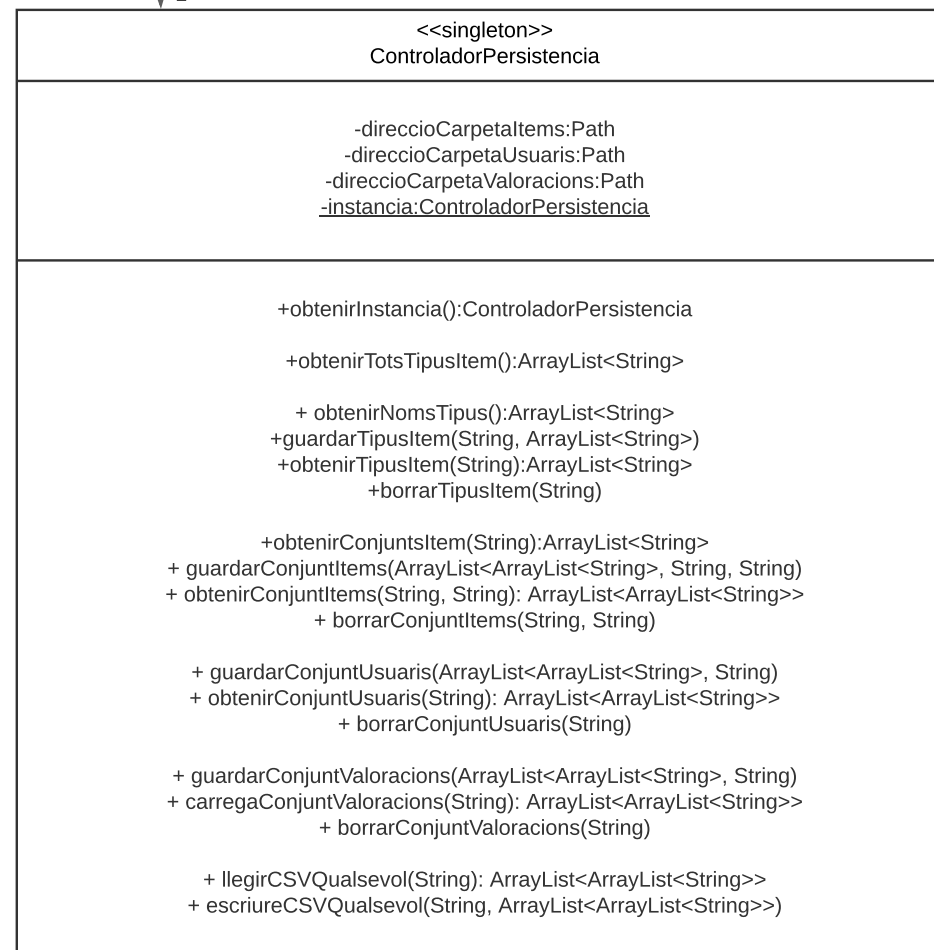 <<singleton>>
ControladorPersistencia
-direccioCarpetaItems:Path
-direccioCarpetaUsuaris:Path
-direccioCarpetaValoracions:Path
-instancia:ControladorPersistencia
+obtenirInstancia():ControladorPersistencia
+obtenirTotsTipusItem():ArrayList<String>
+ obtenirNomsTipus():ArrayList<String>
+guardarTipusItem(String, ArrayList<String>)
+obtenirTipusItem(String):ArrayList<String>
+borrarTipusItem(String)
+obtenirConjuntsItem(String):ArrayList<String>
+ guardarConjuntItems(ArrayList<ArrayList<String>, String, String)
+ obtenirConjuntItems(String, String): ArrayList<ArrayList<String>>
+ borrarConjuntItems(String, String)
+ guardarConjuntUsuaris(ArrayList<ArrayList<String>, String)
+ obtenirConjuntUsuaris(String): ArrayList<ArrayList<String>>
+ borrarConjuntUsuaris(String)
+ guardarConjuntValoracions(ArrayList<ArrayList<String>, String)
+ carregaConjuntValoracions(String): ArrayList<ArrayList<String>>
+ borrarConjuntValoracions(String)
+ llegirCSVQualsevol(String): ArrayList<ArrayList<String>>
+ escriureCSVQualsevol(String, ArrayList<ArrayList<String>>)